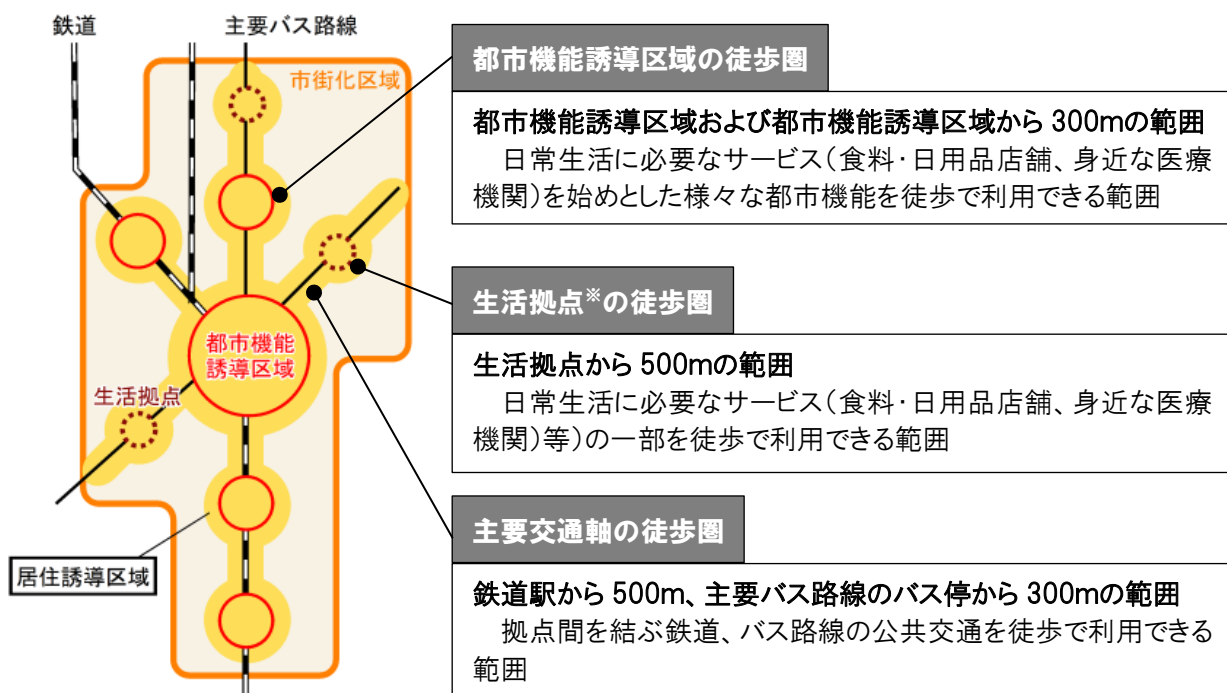 鉄道
主要バス路線
市街化区域
都市機能
誘導区域
生活拠点
居住誘導区域
都市機能誘導区域の徒歩圏
都市機能誘導区域および都市機能誘導区域から 300mの範囲
日常生活に必要なサービス(食料・日用品店舗、身近な医療
機関)を始めとした様々な都市機能を徒歩で利用できる範囲
生活拠点※の徒歩圏
生活拠点から 500mの範囲
日常生活に必要なサービス(食料・日用品店舗、身近な医療
機関)等)の一部を徒歩で利用できる範囲
主要交通軸の徒歩圏
鉄道駅から 500m、主要バス路線のバス停から 300mの範囲
拠点間を結ぶ鉄道、バス路線の公共交通を徒歩で利用できる
範囲